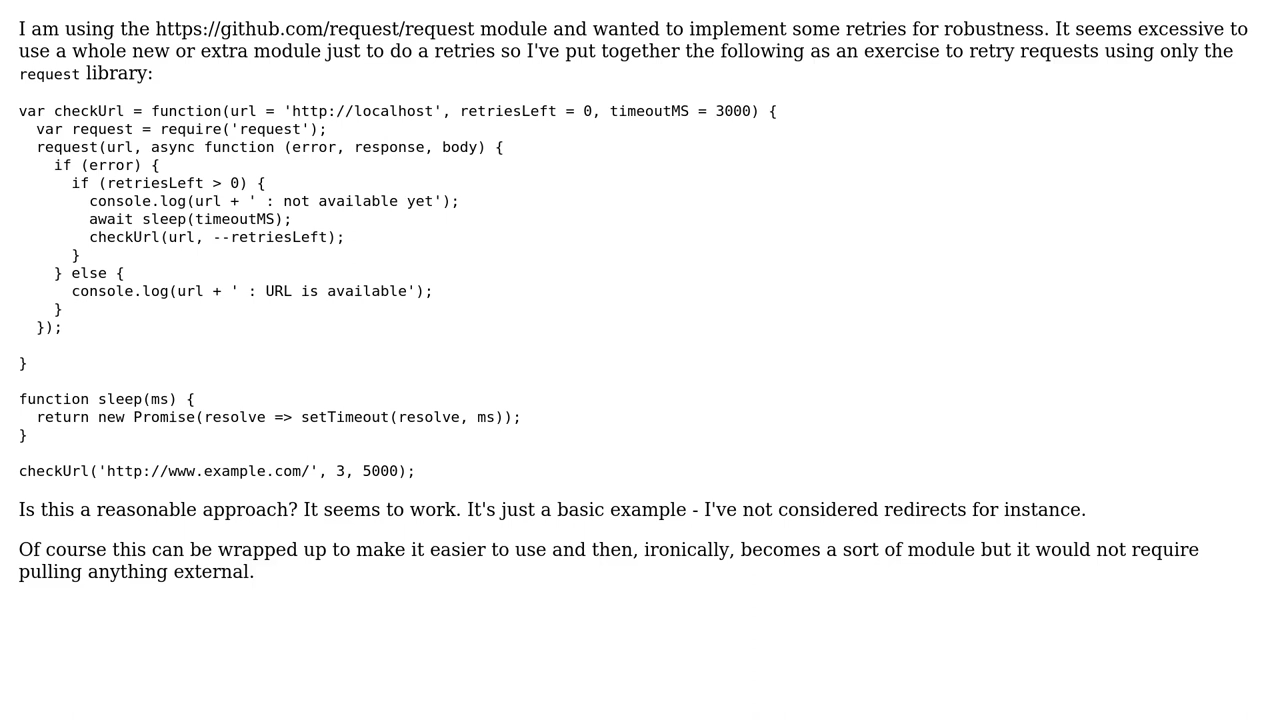 I am using the https://github.com/request/request module and wanted to implement some retries for robustness. It seems excessive to
use a whole new or extra module just to do a retries so I've put together the following as an exercise to retry requests using only the
request library:
var checkUrl = function(url = 'http://localhost', retriesLeft = 0, timeoutMS = 3000) {
  var request = require('request');
  request(url, async function (error, response, body) {
    if (error) {
      if (retriesLeft > 0) {
        console.log(url + ' : not available yet');
        await sleep(timeoutMS);
        checkUrl(url, --retriesLeft);
      }
    } else {
      console.log(url + ' : URL is available');
    }
  });
}
function sleep(ms) {
  return new Promise(resolve => setTimeout(resolve, ms));
}
checkUrl('http://www.example.com/', 3, 5000);
Is this a reasonable approach? It seems to work. It's just a basic example - I've not considered redirects for instance.
Of course this can be wrapped up to make it easier to use and then, ironically, becomes a sort of module but it would not require
pulling anything external.